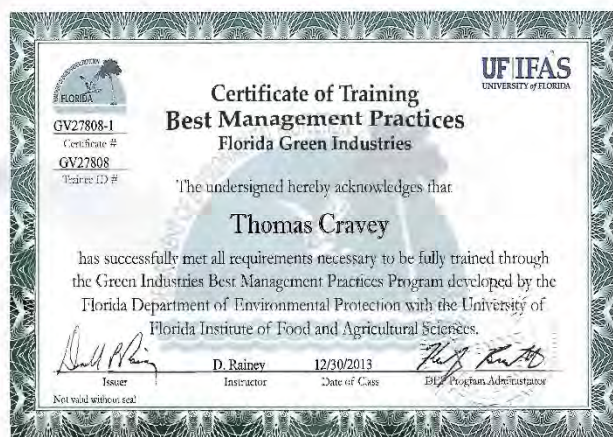 FLORIDA
UF|IFAS
UNIVERSITY of FLORIDA
GV27808-1
Certificate #
GV27808
Trainee ID #
Certificate of Training
Best Management Practices
Florida Green Industries
The undersigned hereby acknowledges that
Thomas Cravey
has successfully met all requirements necessary to be fully trained through
the Green Industries Best Management Practices Program developed by the
Florida Department of Environmental Protection with the University of
Florida Institute of Food and Agricultural Sciences.
D. Rainey
12/30/2013
Issuer
Instructor
Date of Class
DEP Program Administrator
Not valid without seal